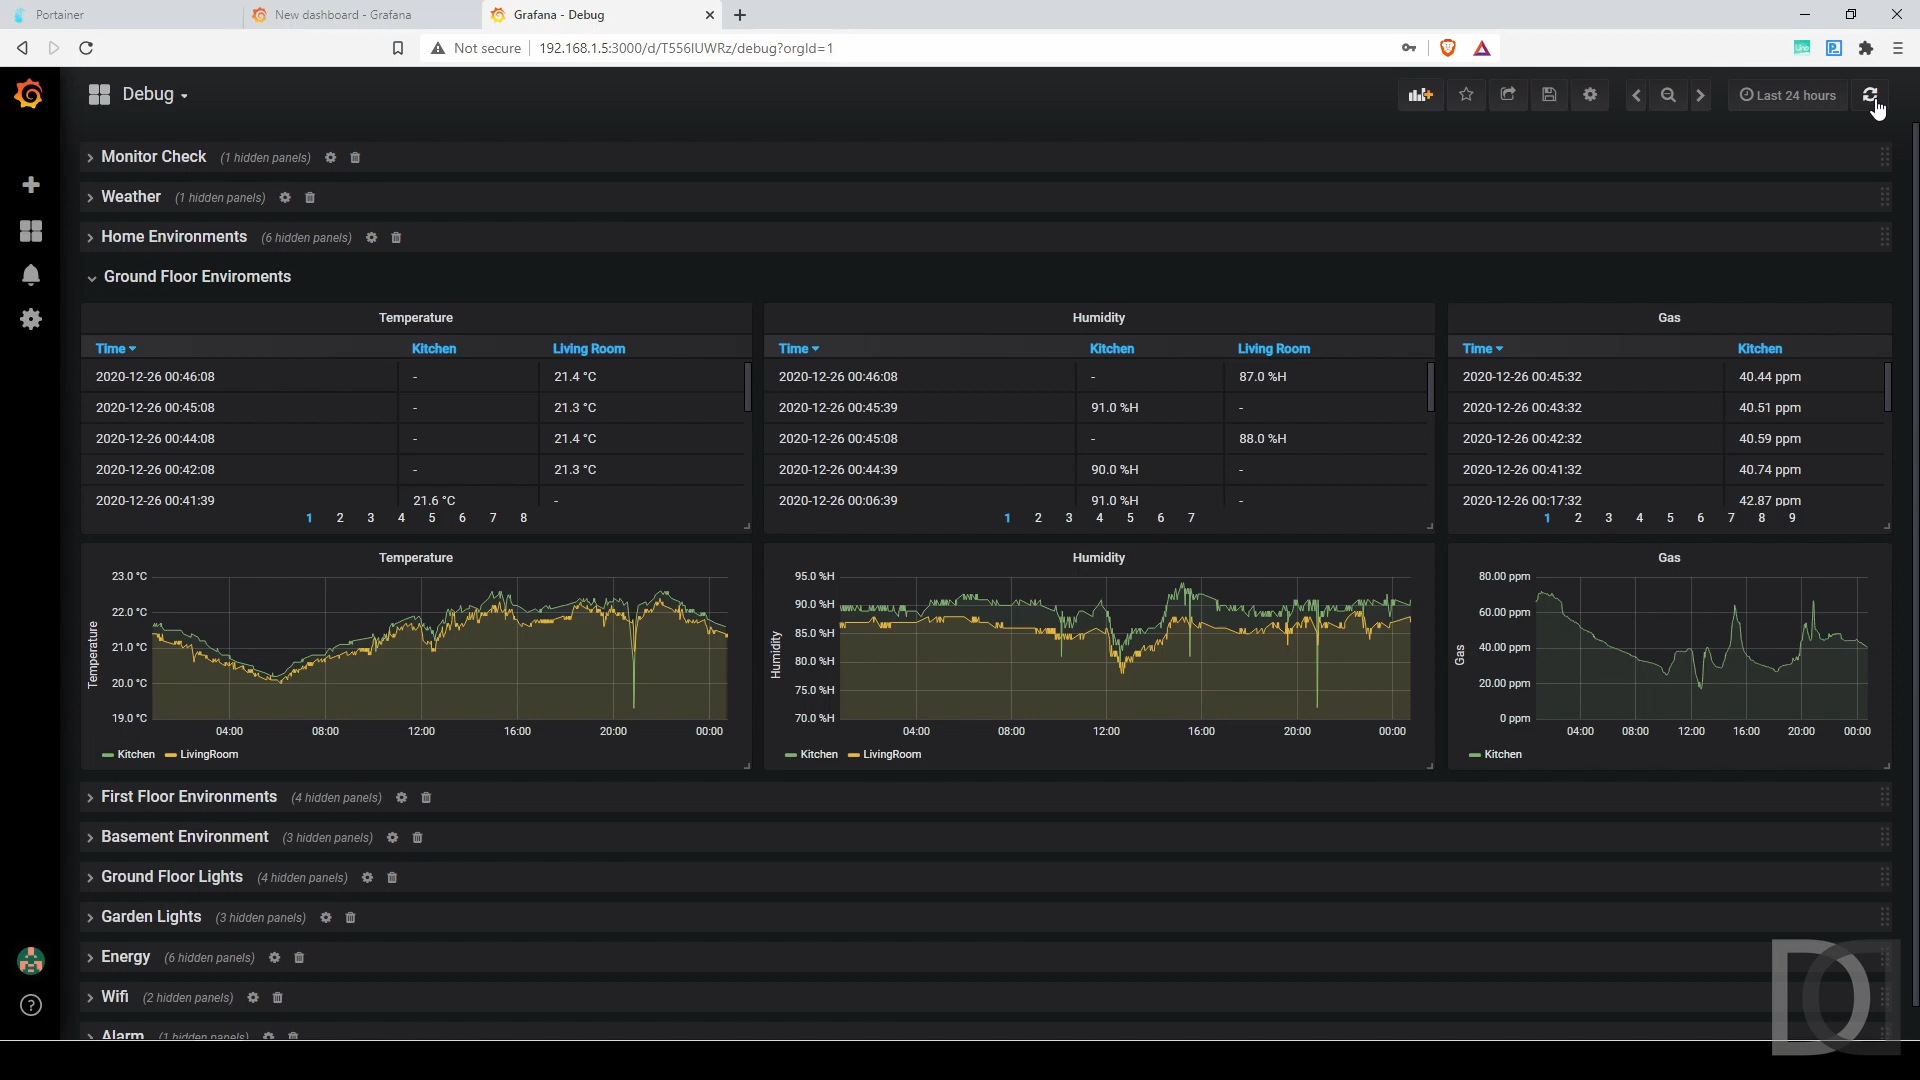 Portainer
New dashboard - Grafana
Grafana - Debug
Not secure
192.168.1.5:3000/d/T556IUWRz/debug?orgId=1
Debug
Last 24 hours
Monitor Check (1 hidden panels)
Weather (1 hidden panels)
Home Environments (6 hidden panels)
Ground Floor Enviroments
Temperature
Time Kitchen Living Room
2020-12-26 00:46:08 - 21.4 °C
2020-12-26 00:45:08 - 21.3 °C
2020-12-26 00:44:08 - 21.4 °C
2020-12-26 00:42:08 - 21.3 °C
2020-12-26 00:41:39 21.6 °C -
1 2 3 4 5 6 7 8
Humidity
Time Kitchen Living Room
2020-12-26 00:46:08 - 87.0 %H
2020-12-26 00:45:39 91.0 %H -
2020-12-26 00:45:08 - 88.0 %H
2020-12-26 00:44:39 90.0 %H -
2020-12-26 00:06:39 91.0 %H -
1 2 3 4 5 6 7
Gas
Time Kitchen
2020-12-26 00:45:32 40.44 ppm
2020-12-26 00:43:32 40.51 ppm
2020-12-26 00:42:32 40.59 ppm
2020-12-26 00:41:32 40.74 ppm
2020-12-26 00:17:32 42.87 ppm
1 2 3 4 5 6 7 8 9
Temperature
Temperature
23.0 °C
22.0 °C
21.0 °C
20.0 °C
19.0 °C
04:00 08:00 12:00 16:00 20:00 00:00
Kitchen LivingRoom
Humidity
Humidity
95.0 %H
90.0 %H
85.0 %H
80.0 %H
75.0 %H
70.0 %H
04:00 08:00 12:00 16:00 20:00 00:00
Kitchen LivingRoom
Gas
Gas
80.00 ppm
60.00 ppm
40.00 ppm
20.00 ppm
0 ppm
04:00 08:00 12:00 16:00 20:00 00:00
Kitchen
First Floor Environments (4 hidden panels)
Basement Environment (3 hidden panels)
Ground Floor Lights (4 hidden panels)
Garden Lights (3 hidden panels)
Energy (6 hidden panels)
Wifi (2 hidden panels)
Alarm (1 hidden panels)